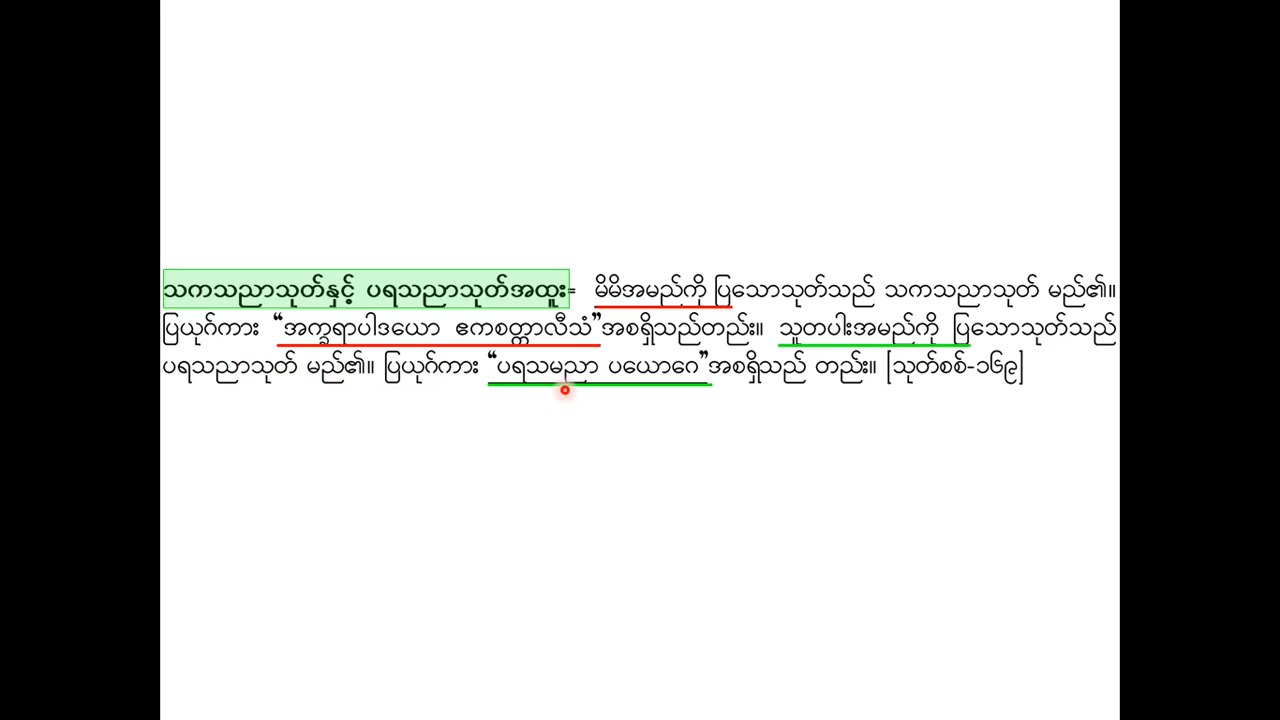 သကသညာသုတ်နှင့် ပရသညာသုတ်အထူး= မိမိအမည်ကို ပြသောသုတ်သည် သကသညာသုတ် မည်၏။
ပြယုဂ်ကား “အက္ခရာပါဒယော ဧကစတ္တာလီသံ”အစရှိသည်တည်း။ သူတပါးအမည်ကို ပြသောသုတ်သည်
ပရသညာသုတ် မည်၏။ ပြယုဂ်ကား “ပရသမညာ ပယောဂေ”အစရှိသည် တည်း။ [သုတ်စစ်-၁၆၉]